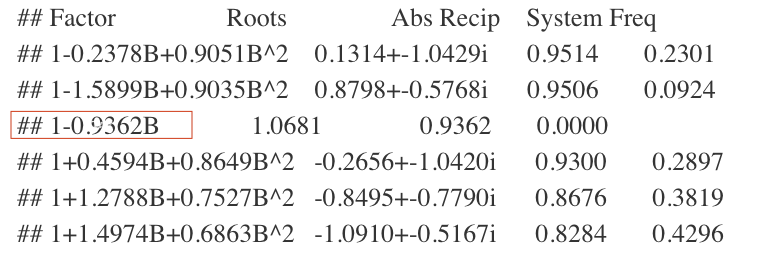 ## Factor Roots Abs Recip System Freq
## 1-0.2378B+0.9051B^2 0.1314+-1.0429i 0.9514 0.2301
## 1-1.5899B+0.9035B^2 0.8798+-0.5768i 0.9506 0.0924
## 1-0.9362B 1.0681 0.9362 0.0000
## 1+0.4594B+0.8649B^2 -0.2656+-1.0420i 0.9300 0.2897
## 1+1.2788B+0.7527B^2 -0.8495+-0.7790i 0.8676 0.3819
## 1+1.4974B+0.6863B^2 -1.0910+-0.5167i 0.8284 0.4296